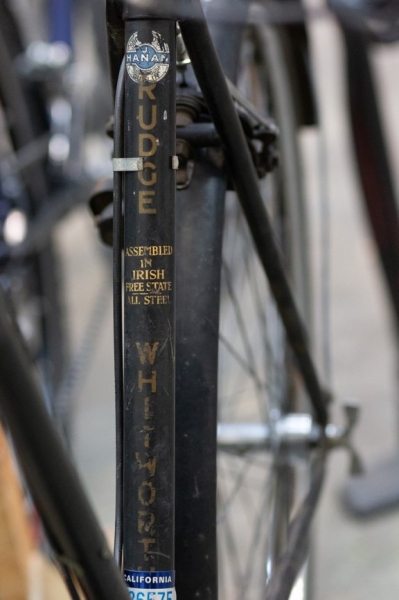 HANAN
RUDGE
ASSEMBLED
IN
IRISH
FREE STATE
ALL STEEL
WHITWORTH
CALIFORNIA